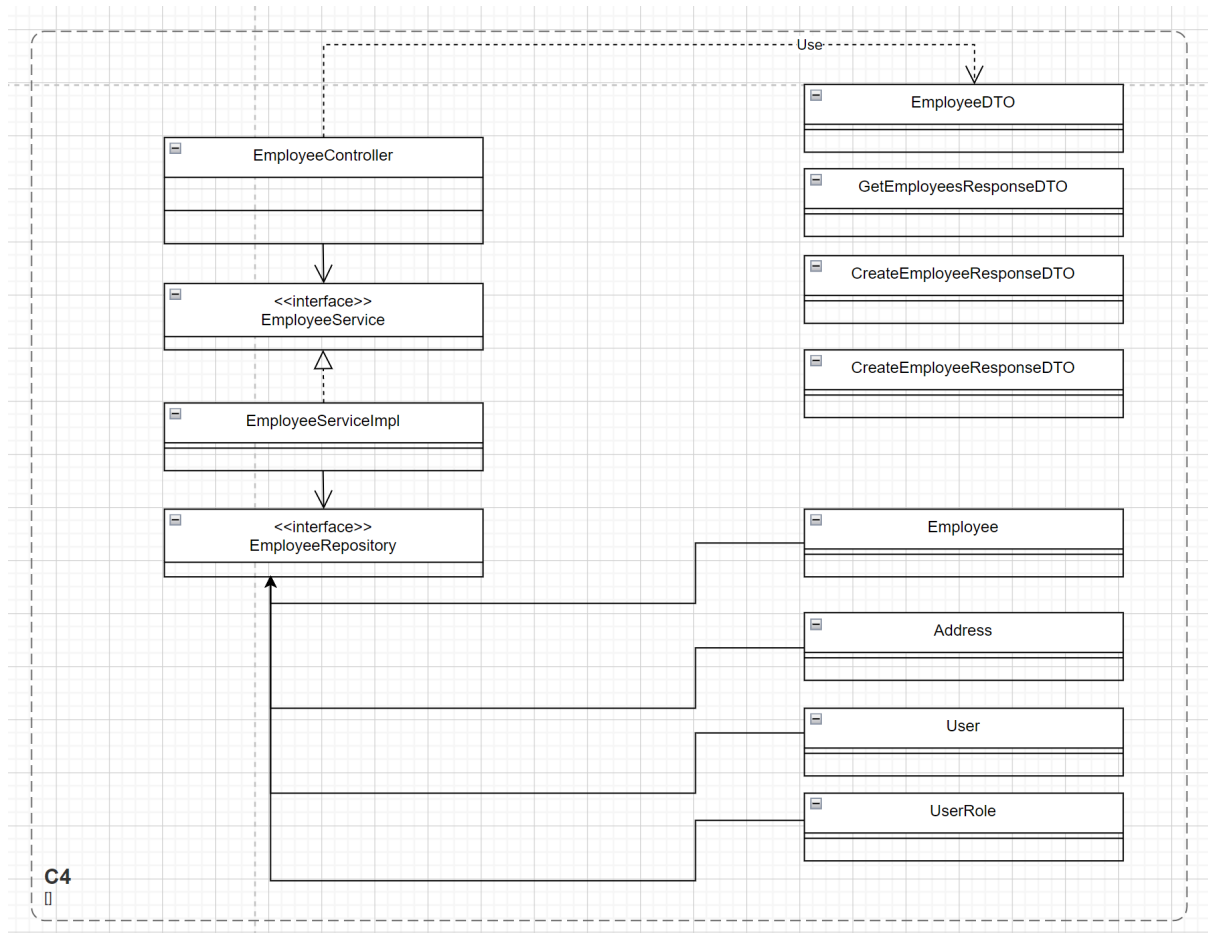 Use
EmployeeDTO
EmployeeController
GetEmployeesResponseDTO
CreateEmployeeResponseDTO
<<interface>>
EmployeeService
CreateEmployeeResponseDTO
EmployeeServiceImpl
<<interface>>
EmployeeRepository
Employee
Address
User
UserRole
C4
[]